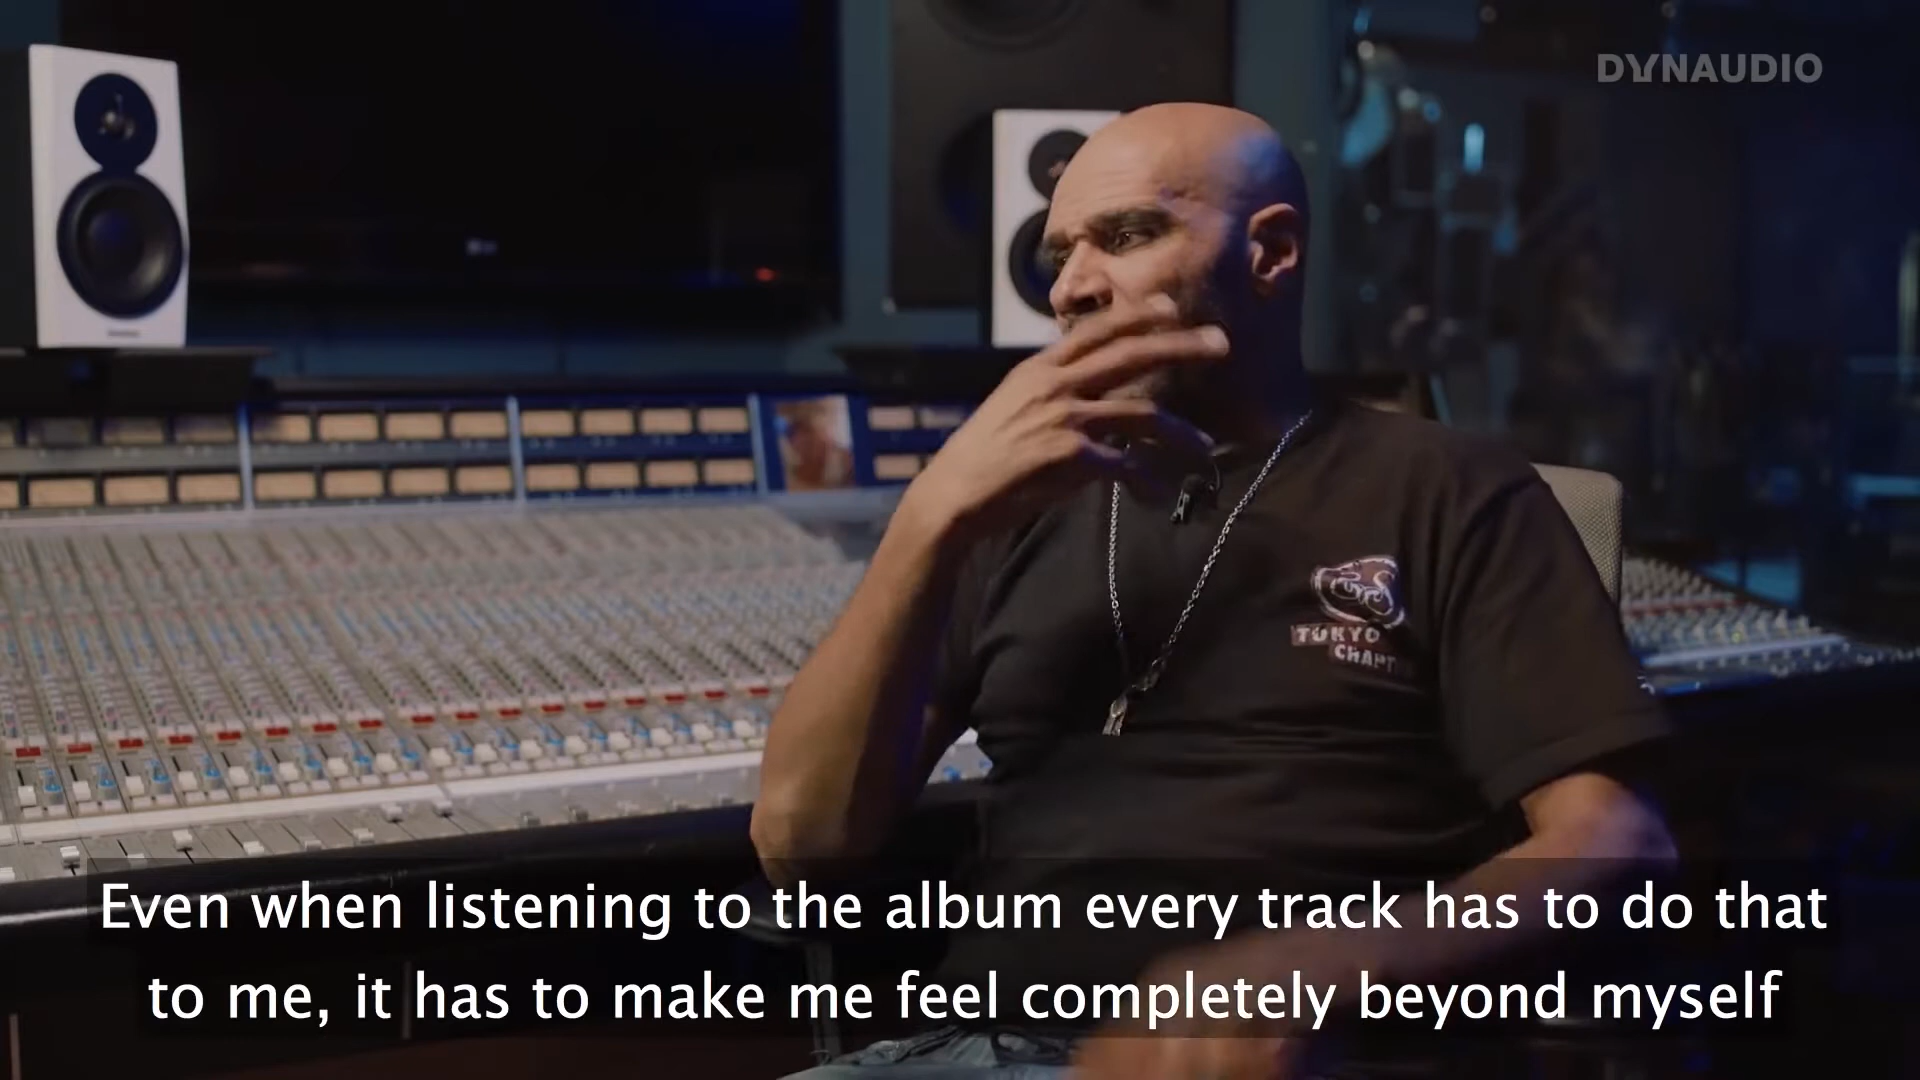 DYNAUDIO
TOKYO
Even when listening to the album every track has to do that
to me, it has to make me feel completely beyond myself